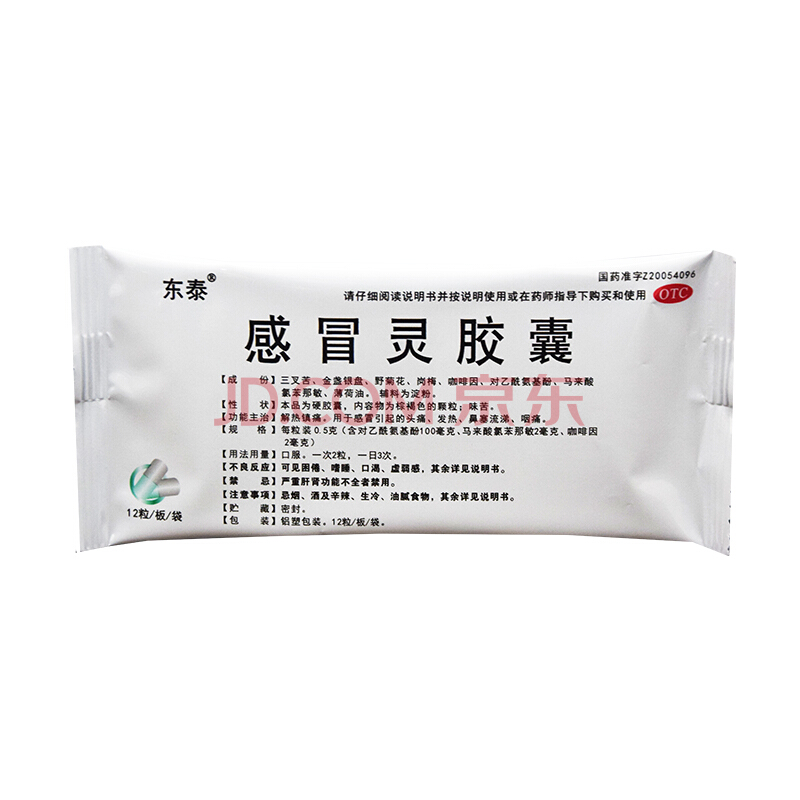 东泰®
国药准字Z20054096
请仔细阅读说明书并按说明使用或在药师指导下购买和使用 OTC
感冒灵胶囊
【成 份】三叉苦、金盏银盘、野菊花、岗梅、咖啡因、对乙酰氨基酚、马来酸
氯苯那敏、薄荷油。辅料为淀粉。
【性 状】本品为硬胶囊,内容物为棕褐色的颗粒;味苦。
【功能主治】解热镇痛。用于感冒引起的头痛,发热,鼻塞流涕,咽痛。
【规 格】每粒装0.5克(含对乙酰氨基酚100毫克、马来酸氯苯那敏2毫克、咖啡因
2毫克)
【用法用量】口服。一次2粒,一日3次。
【不良反应】可见困倦、嗜睡、口渴、虚弱感,其余详见说明书。
【禁 忌】严重肝肾功能不全者禁用。
【注意事项】忌烟、酒及辛辣、生冷、油腻食物,其余详见说明书。
【贮 藏】密封。
【包 装】铝塑包装。12粒/板/袋。
12粒/板/袋
JD.COM 京东